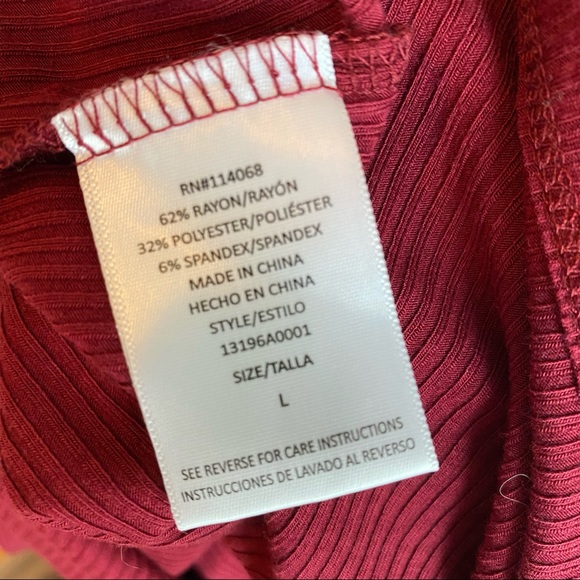 RN#114068
62% RAYON/RAYÓN
32% POLYESTER/POLIÉSTER
6% SPANDEX/SPANDEX
MADE IN CHINA
HECHO EN CHINA
STYLE/ESTILO
13196A0001
SIZE/TALLA
L
SEE REVERSE FOR CARE INSTRUCTIONS
INSTRUCCIONES DE LAVADO AL REVERSO